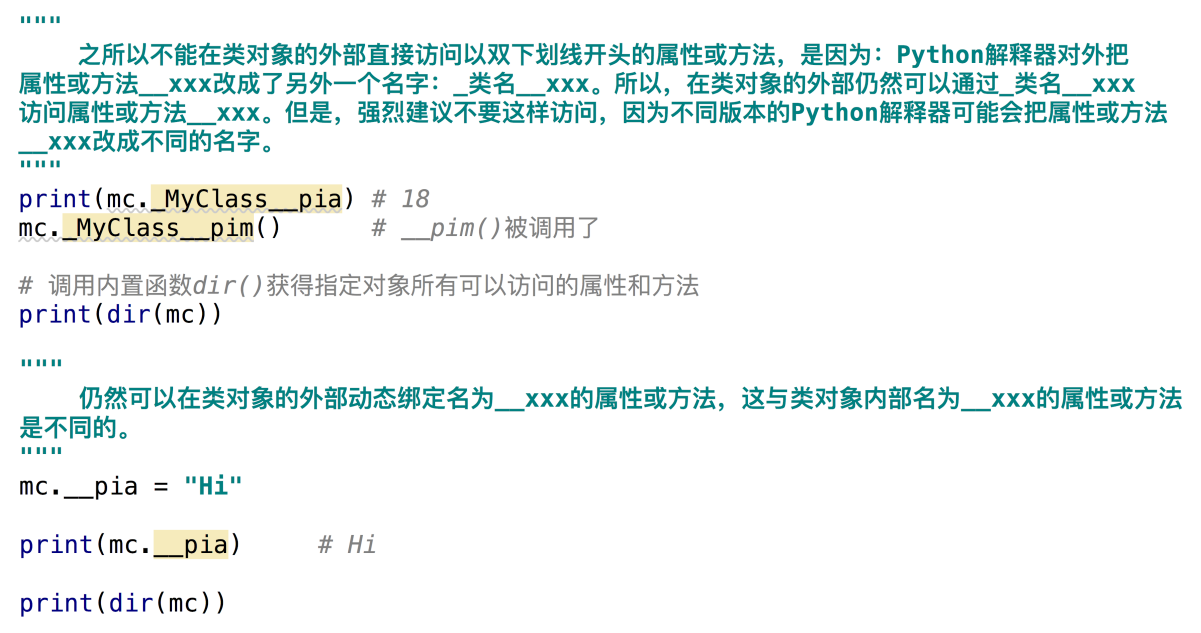 """
    之所以不能在类对象的外部直接访问以双下划线开头的属性或方法，是因为：Python解释器对外把
属性或方法__xxx改成了另外一个名字：_类名__xxx。所以，在类对象的外部仍然可以通过_类名__xxx
访问属性或方法__xxx。但是，强烈建议不要这样访问，因为不同版本的Python解释器可能会把属性或方法
__xxx改成不同的名字。
"""
print(mc._MyClass__pia) # 18
mc._MyClass__pim()      # __pim()被调用了
# 调用内置函数dir()获得指定对象所有可以访问的属性和方法
print(dir(mc))
"""
    仍然可以在类对象的外部动态绑定名为__xxx的属性或方法，这与类对象内部名为__xxx的属性或方法
是不同的。
"""
mc.__pia = "Hi"
print(mc.__pia)     # Hi
print(dir(mc))